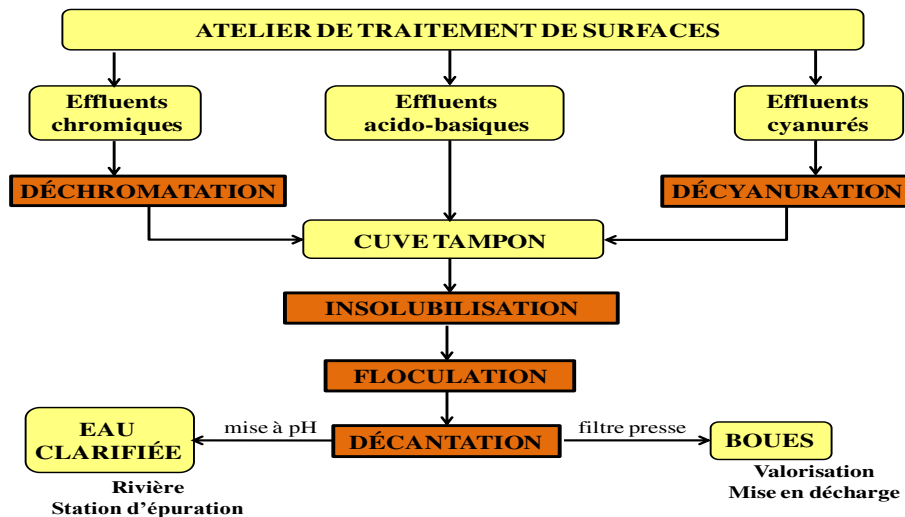 ATELIER DE TRAITEMENT DE SURFACES
Effluents
chromiques
Effluents
acido-basiques
Effluents
cyanurés
DÉCHROMATATION
DÉCYANURATION
CUVE TAMPON
INSOLUBILISATION
FLOCULATION
EAU
CLARIFIÉE
mise à pH
DÉCANTATION
filtre presse
BOUES
Rivière
Station d'épuration
Valorisation
Mise en décharge